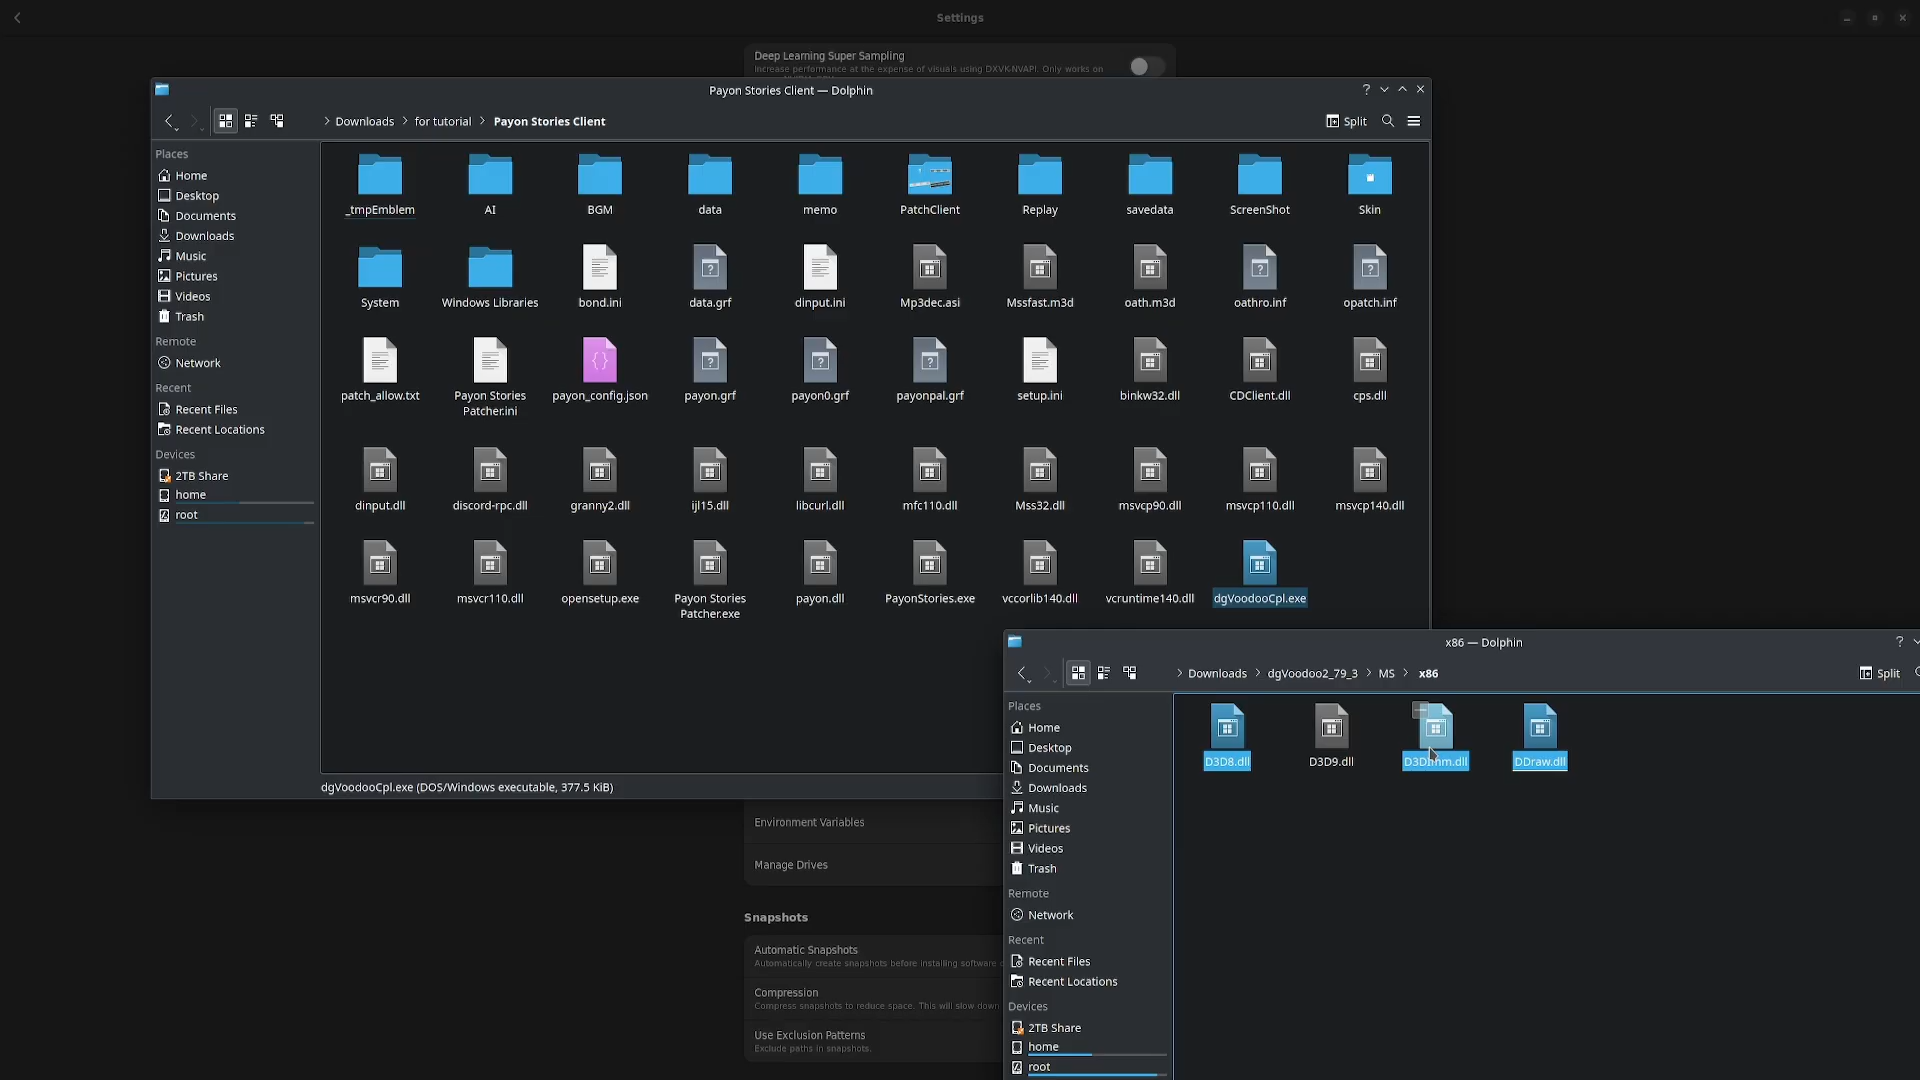 Settings
Deep Learning Super Sampling
Increase performance at the expense of visuals using DXVK-NVAPI. Only works on
Payon Stories Client — Dolphin
Downloads
for tutorial
Payon Stories Client
Split
Places
Home
Desktop
Documents
Downloads
Music
Pictures
Videos
Trash
Remote
Network
Recent
Recent Files
Recent Locations
Devices
2TB Share
home
root
_tmpEmblem
AI
BGM
data
memo
PatchClient
Replay
savedata
ScreenShot
Skin
System
Windows Libraries
bond.ini
data.grf
dinput.ini
Mp3dec.asi
Mssfast.m3d
oath.m3d
oathro.inf
opatch.inf
patch_allow.txt
Payon Stories
Patcher.ini
payon_config.json
payon.grf
payon0.grf
payonpal.grf
setup.ini
binkw32.dll
CDClient.dll
cps.dll
dinput.dll
discord-rpc.dll
granny2.dll
ijl15.dll
libcurl.dll
mfc110.dll
Mss32.dll
msvcp90.dll
msvcp110.dll
msvcp140.dll
msvcr90.dll
msvcr110.dll
opensetup.exe
Payon Stories
Patcher.exe
payon.dll
PayonStories.exe
vccorlib140.dll
vcruntime140.dll
dgVoodooCpl.exe
dgVoodooCpl.exe (DOS/Windows executable, 377.5 KiB)
Environment Variables
Manage Drives
Snapshots
Automatic Snapshots
Automatically create snapshots before installing software
Compression
Compress snapshots to reduce space. This will slow down
Use Exclusion Patterns
Exclude paths in snapshots.
x86 — Dolphin
Downloads
dgVoodoo2_79_3
MS
x86
Split
Places
Home
Desktop
Documents
Downloads
Music
Pictures
Videos
Trash
Remote
Network
Recent
Recent Files
Recent Locations
Devices
2TB Share
home
root
D3D8.dll
D3D9.dll
DDraw.dll